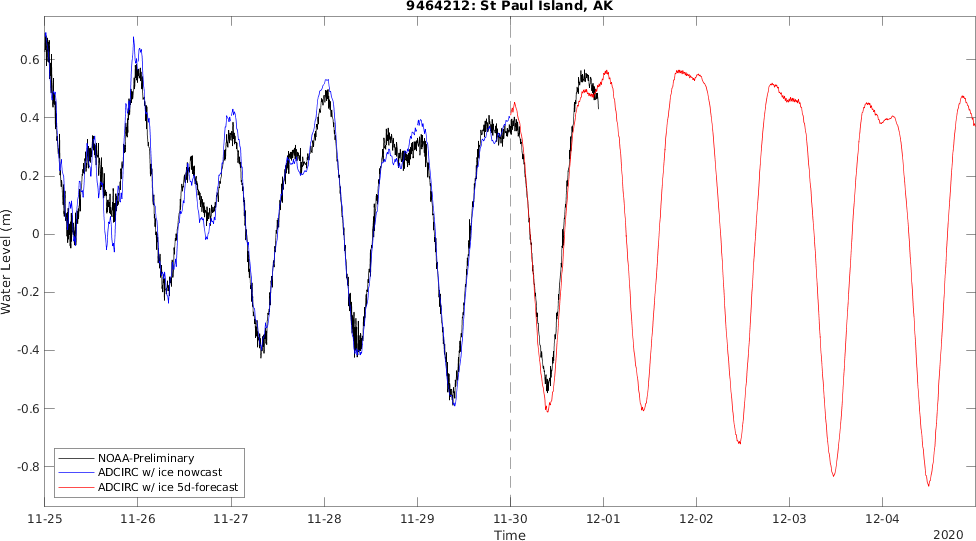 9464212: St Paul Island, AK
0.6
0.4
0.2
0
-0.2
-0.4
-0.6
-0.8
Water Level (m)
NOAA-Preliminary
ADCIRC w/ ice nowcast
ADCIRC w/ ice 5d-forecast
11-25 11-26 11-27 11-28 11-29 11-30 12-01 12-02 12-03 12-04
Time
2020